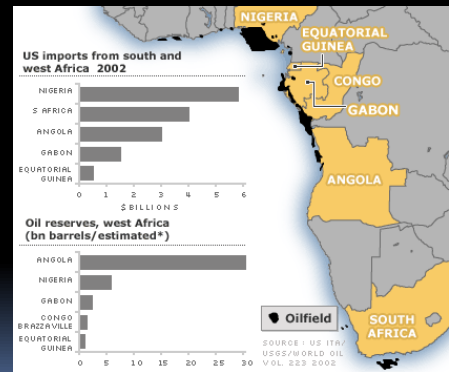 US imports from south and
west Africa 2002
NIGERIA
S AFRICA
ANGOLA
GABON
EQUATORIAL
GUINEA
0 1 2 3 4 5 6
$BILLIONS
Oil reserves, west Africa
(bn barrels/estimated*)
ANGOLA
NIGERIA
GABON
CONGO
BRAZZAVILLE
EQUATORIAL
GUINEA
0 5 10 15 20 25 30
NIGERIA
EQUATORIAL
GUINEA
CONGO
GABON
ANGOLA
SOUTH
AFRICA
Oilfield
SOURCE : US ITA/
USGS/WORLD OIL
VOL. 223 2002